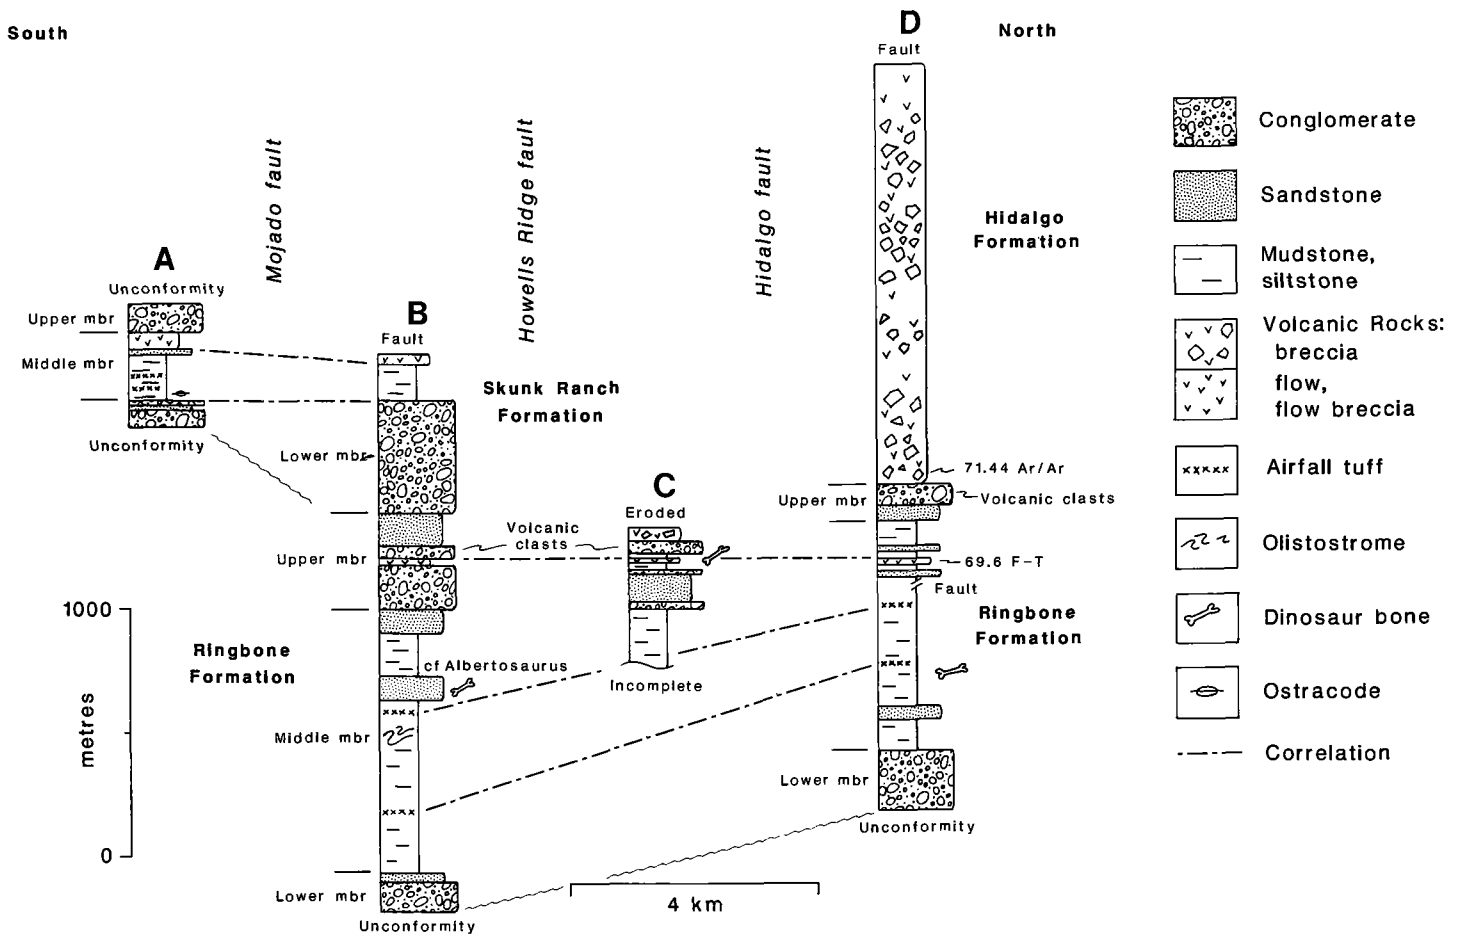 South
North
Mojado fault
Howells Ridge fault
Hidalgo fault
A
Unconformity
Upper mbr
Middle mbr
Unconformity
B
Fault
Skunk Ranch
Formation
Lower mbr
Upper mbr
Volcanic
clasts
Ringbone
Formation
cf Albertosaurus
Middle mbr
Lower mbr
Unconformity
C
Eroded
Incomplete
D
Fault
Hidalgo
Formation
71.44 Ar/Ar
Upper mbr
Volcanic clasts
69.6 F-T
Fault
Ringbone
Formation
Lower mbr
Unconformity
1000
metres
0
4 km
Conglomerate
Sandstone
Mudstone,
siltstone
Volcanic Rocks:
breccia
flow,
flow breccia
Airfall tuff
Olistostrome
Dinosaur bone
Ostracode
Correlation